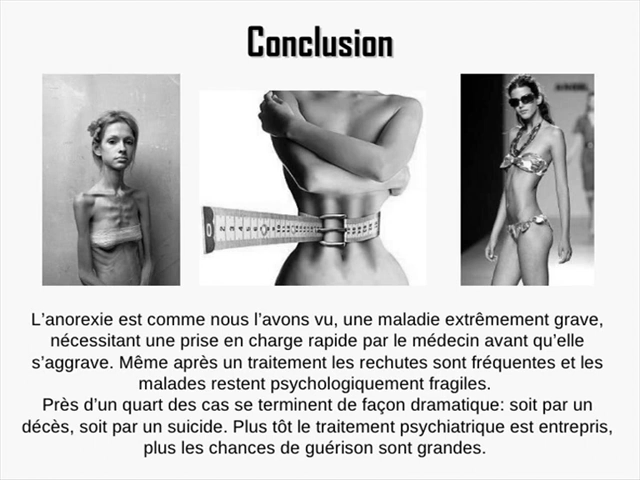 Conclusion
L'anorexie est comme nous l'avons vu, une maladie extrêmement grave,
nécessitant une prise en charge rapide par le médecin avant qu'elle
s'aggrave. Même après un traitement les rechutes sont fréquentes et les
malades restent psychologiquement fragiles.
Près d'un quart des cas se terminent de façon dramatique: soit par un
décès, soit par un suicide. Plus tôt le traitement psychiatrique est entrepris,
plus les chances de guérison sont grandes.